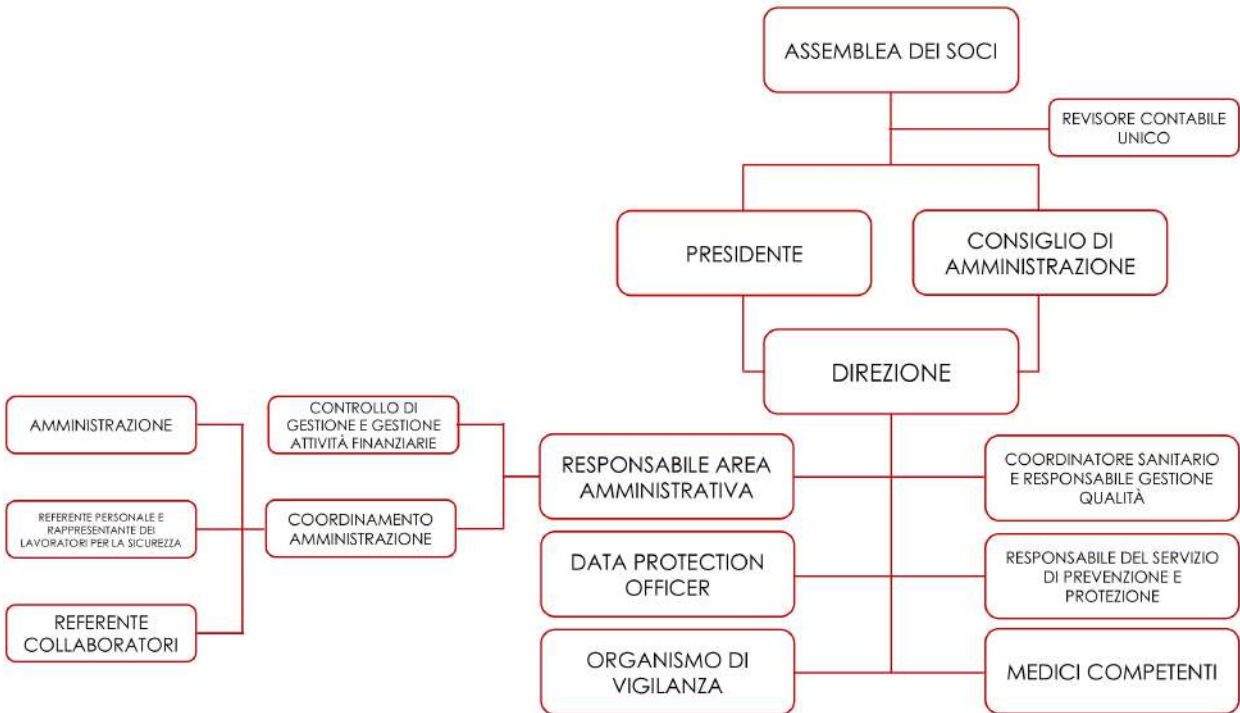 ASSEMBLEA DEI SOCI
REVISORE CONTABILE
UNICO
PRESIDENTE
CONSIGLIO DI
AMMINISTRAZIONE
DIREZIONE
AMMINISTRAZIONE
CONTROLLO DI
GESTIONE E GESTIONE
ATTIVITÀ FINANZIARIE
RESPONSABILE AREA
AMMINISTRATIVA
COORDINATORE SANITARIO
E RESPONSABILE GESTIONE
QUALITÀ
REFERENTE PERSONALE E
RAPPRESENTANTE DEI
LAVORATORI PER LA SICUREZZA
COORDINAMENTO
AMMINISTRAZIONE
DATA PROTECTION
OFFICER
RESPONSABILE DEL SERVIZIO
DI PREVENZIONE E
PROTEZIONE
REFERENTE
COLLABORATORI
ORGANISMO DI
VIGILANZA
MEDICI COMPETENTI